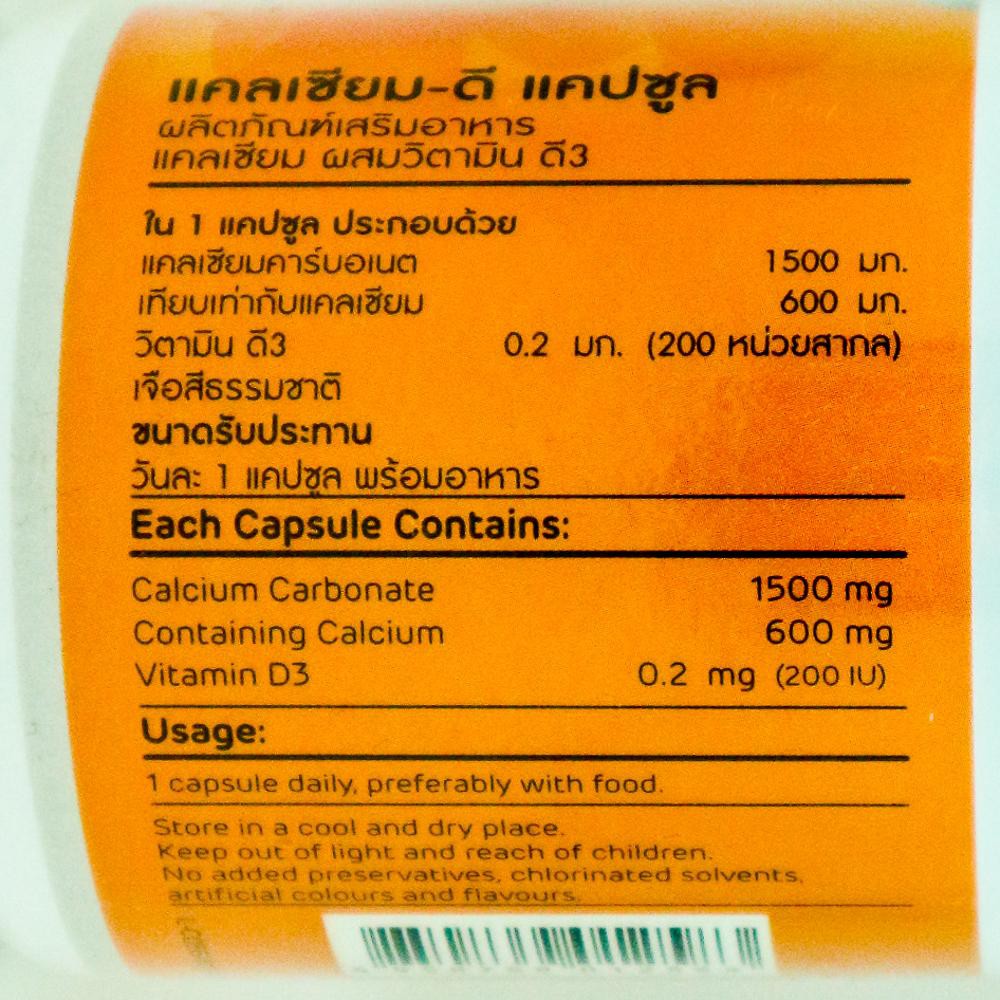 แคลเซียม-ดี แคปซูล
ผลิตภัณฑ์เสริมอาหาร
แคลเซียม ผสมวิตามิน ดี3
ใน 1 แคปซูล ประกอบด้วย
แคลเซียมคาร์บอเนต 1500 มก.
เทียบเท่ากับแคลเซียม 600 มก.
วิตามิน ดี3 0.2 มก. (200 หน่วยสากล)
เจือสีธรรมชาติ
ขนาดรับประทาน
วันละ 1 แคปซูล พร้อมอาหาร
Each Capsule Contains:
Calcium Carbonate 1500 mg
Containing Calcium 600 mg
Vitamin D3 0.2 mg (200 IU)
Usage:
1 capsule daily, preferably with food.
Store in a cool and dry place.
Keep out of light and reach of children.
No added preservatives, chlorinated solvents,
artificial colours and flavours.